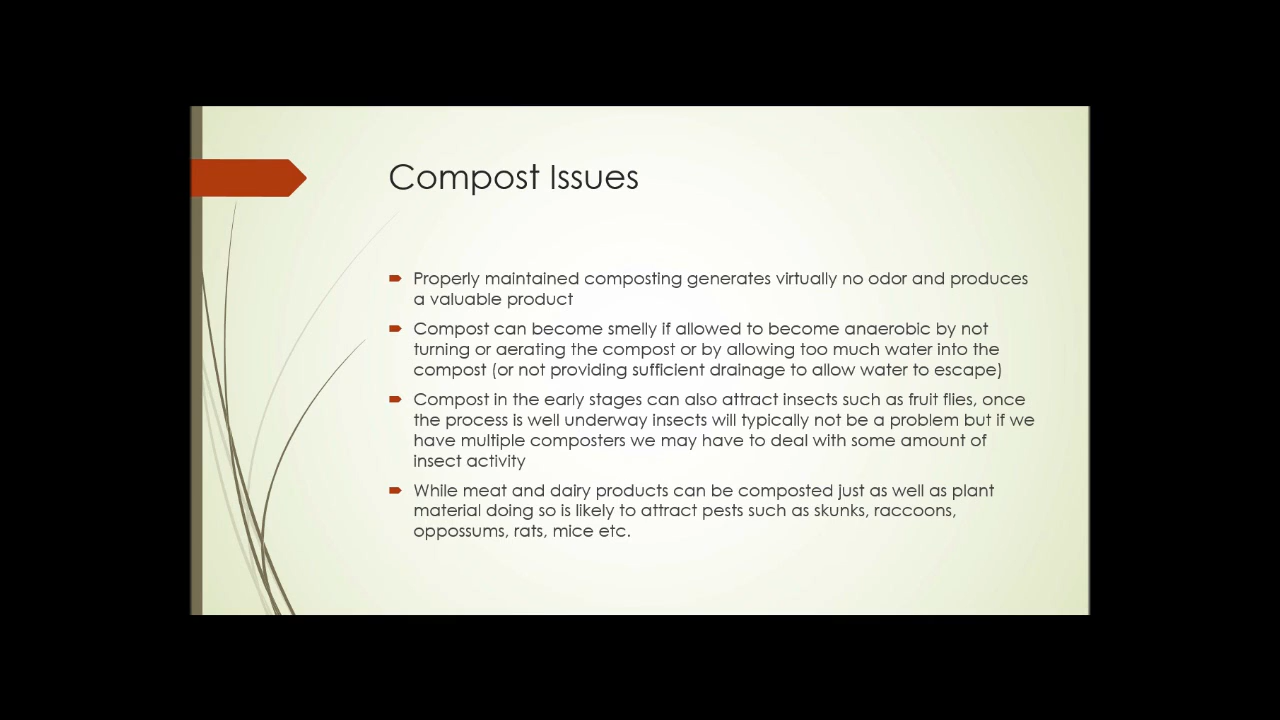 Compost Issues
Properly maintained composting generates virtually no odor and produces
a valuable product
Compost can become smelly if allowed to become anaerobic by not
turning or aerating the compost or by allowing too much water into the
compost (or not providing sufficient drainage to allow water to escape)
Compost in the early stages can also attract insects such as fruit flies, once
the process is well underway insects will typically not be a problem but if we
have multiple composters we may have to deal with some amount of
insect activity
While meat and dairy products can be composted just as well as plant
material doing so is likely to attract pests such as skunks, raccoons,
oppossums, rats, mice etc.